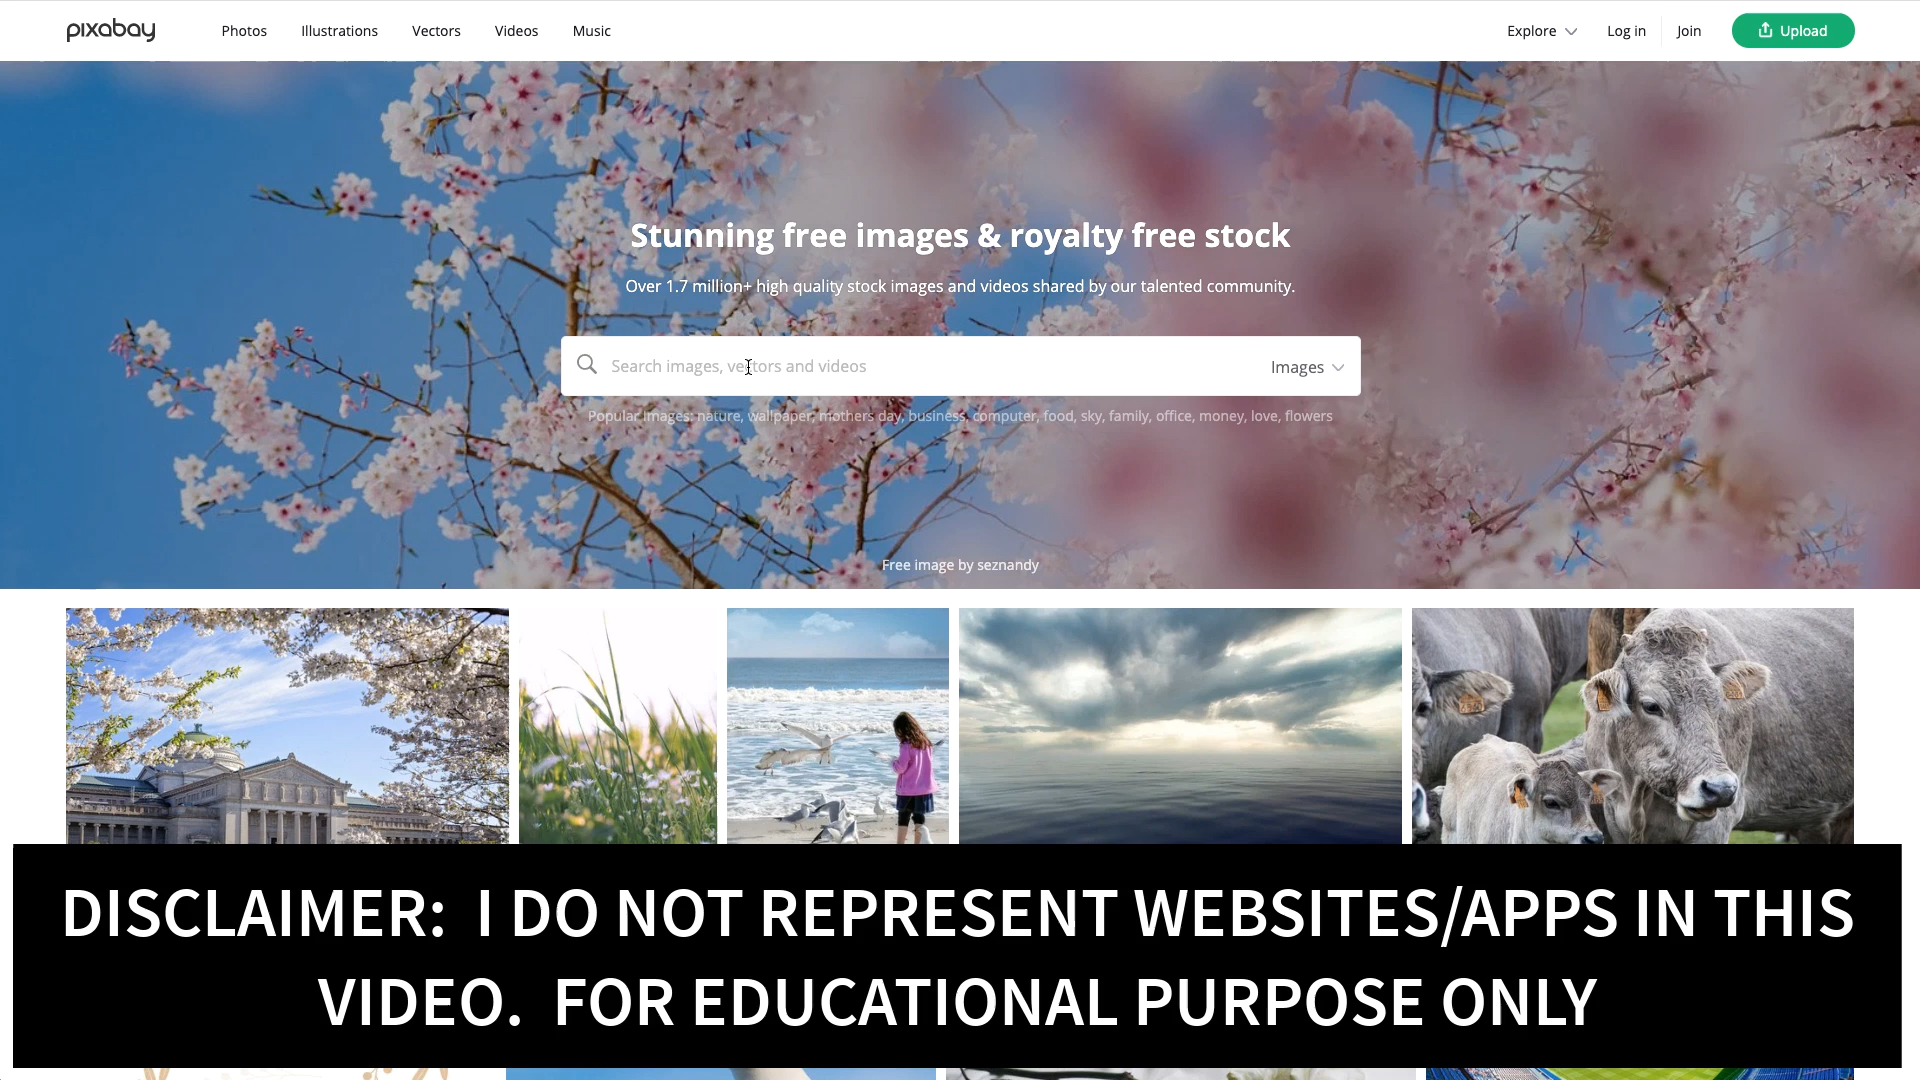 pixabay
Photos Illustrations Vectors Videos Music
Explore Log in Join Upload
Stunning free images & royalty free stock
Over 1.7 million+ high quality stock images and videos shared by our talented community.
Search images, vectors and videos
Images
Popular Images: nature, wallpaper, mothers day, business, computer, food, sky, family, office, money, love, flowers
Free image by seznandy
DISCLAIMER: I DO NOT REPRESENT WEBSITES/APPS IN THIS
VIDEO. FOR EDUCATIONAL PURPOSE ONLY